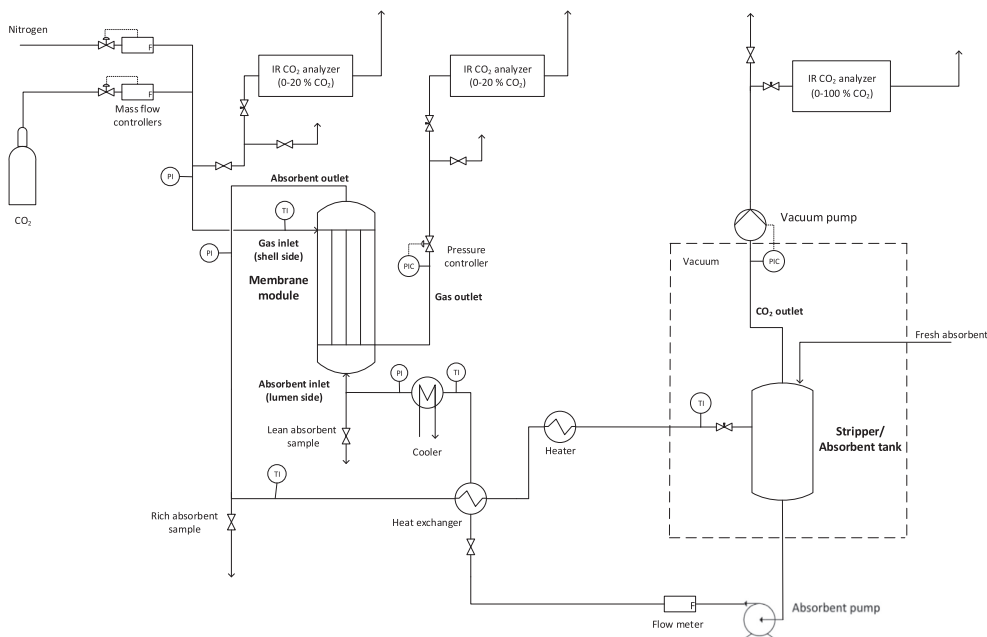 Nitrogen
F
F
Mass flow
controllers
CO₂
IR CO₂ analyzer
(0-20 % CO₂)
IR CO₂ analyzer
(0-20 % CO₂)
IR CO₂ analyzer
(0-100 % CO₂)
PI
Absorbent outlet
TI
PI
Gas inlet
(shell side)
Membrane
module
PIC
Pressure
controller
Gas outlet
Vacuum pump
Vacuum
PIC
CO₂ outlet
Fresh absorbent
Absorbent inlet
(lumen side)
PI
TI
Lean absorbent
sample
Cooler
Heater
TI
Stripper/
Absorbent tank
TI
Rich absorbent
sample
Heat exchanger
F
Flow meter
Absorbent pump